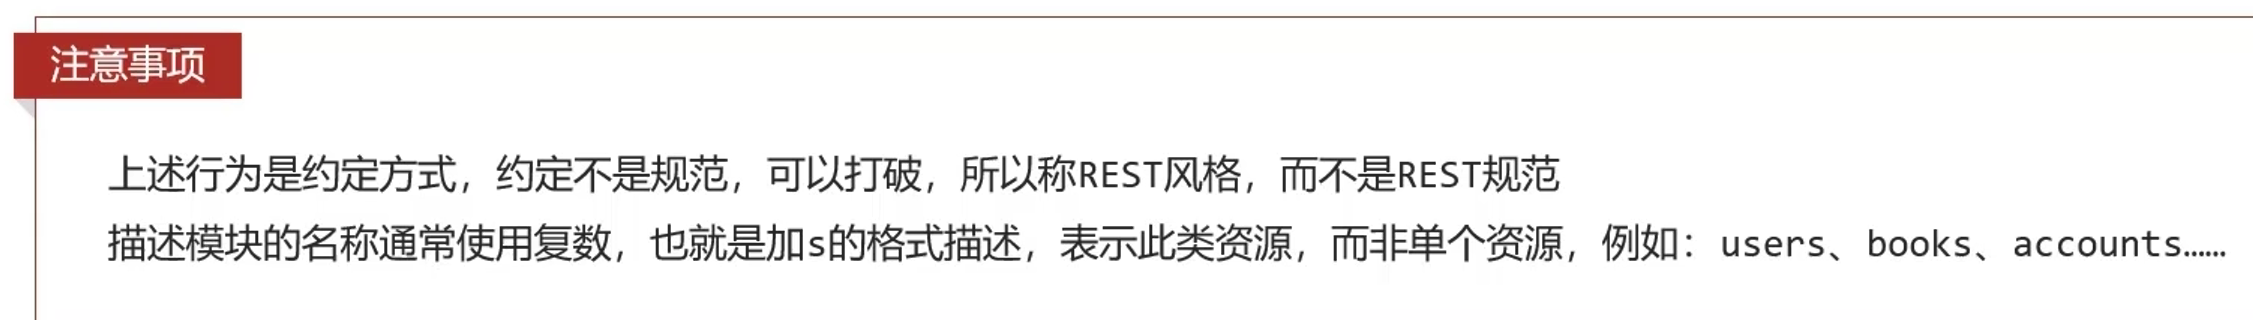 注意事项
上述行为是约定方式，约定不是规范，可以打破，所以称REST风格，而不是REST规范
描述模块的名称通常使用复数，也就是加s的格式描述，表示此类资源，而非单个资源，例如：users、books、accounts……